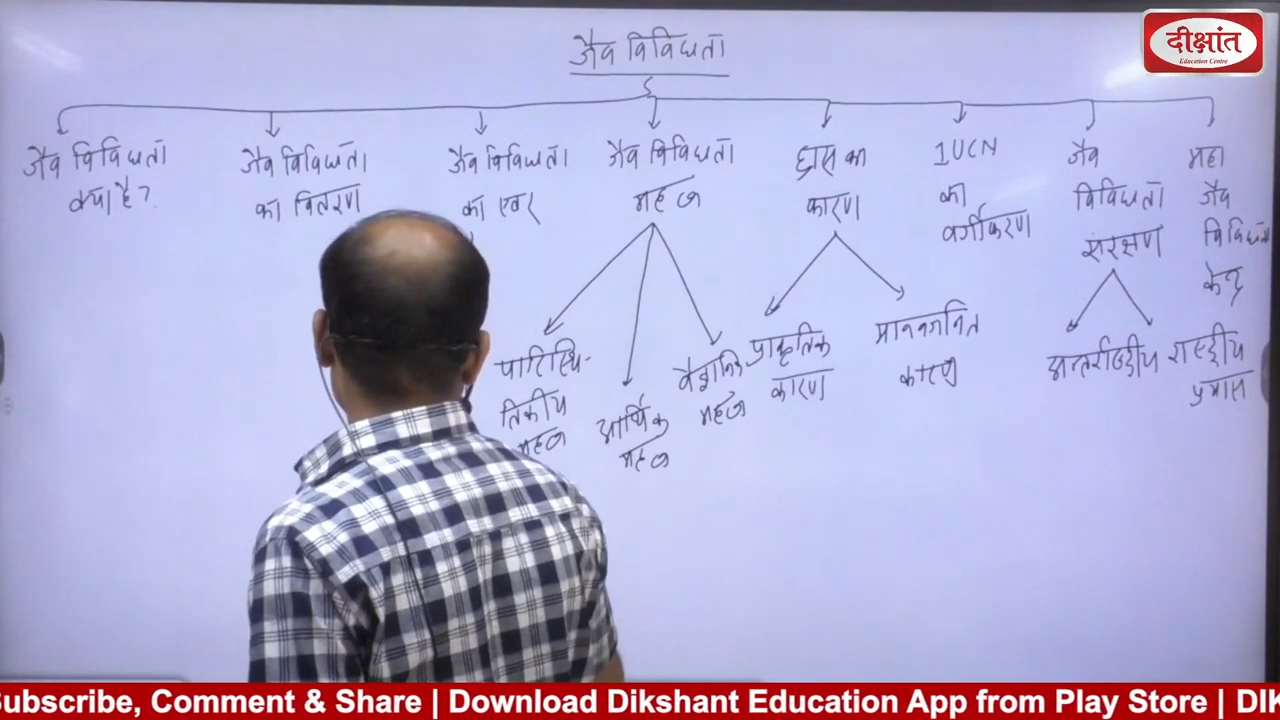 दीक्षांत
Education Centre
जैव विविधता
जैव विविधता
क्या है?
जैव विविधता
का वितरण
जैव विविधता
का स्तर
जैव विविधता
महत्व
ह्रास का
कारण
IUCN
का
वर्गीकरण
जैव
विविधता
संरक्षण
महा
जैव
विविधता
केन्द्र
पारिस्थि-
तिकीय
महत्व
आर्थिक
महत्व
वैज्ञानिक
महत्व
प्राकृतिक
कारण
मानवजनित
कारण
अन्तर्राष्ट्रीय
राष्ट्रीय
प्रयास
ubscribe, Comment & Share | Download Dikshant Education App from Play Store | DIK